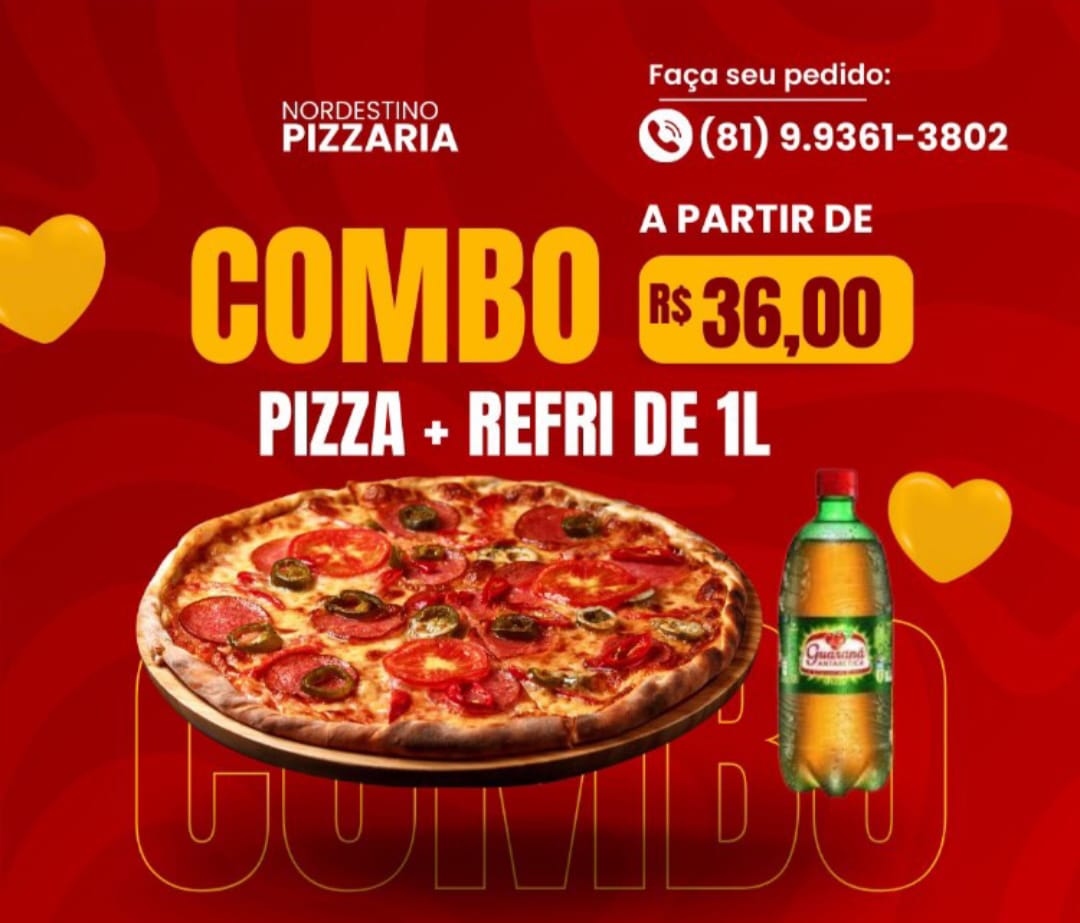 NORDESTINO
PIZZARIA
Faça seu pedido:
(81) 9.9361-3802
COMBO
A PARTIR DE
R$ 36,00
PIZZA + REFRI DE 1L
Guaraná
ANTARCTICA
COMBO